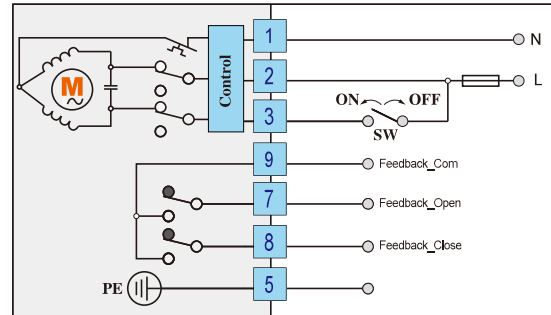 1
N
2
L
3
ON
OFF
SW
Control
M
~
9
Feedback_Com
7
Feedback_Open
8
Feedback_Close
PE
5